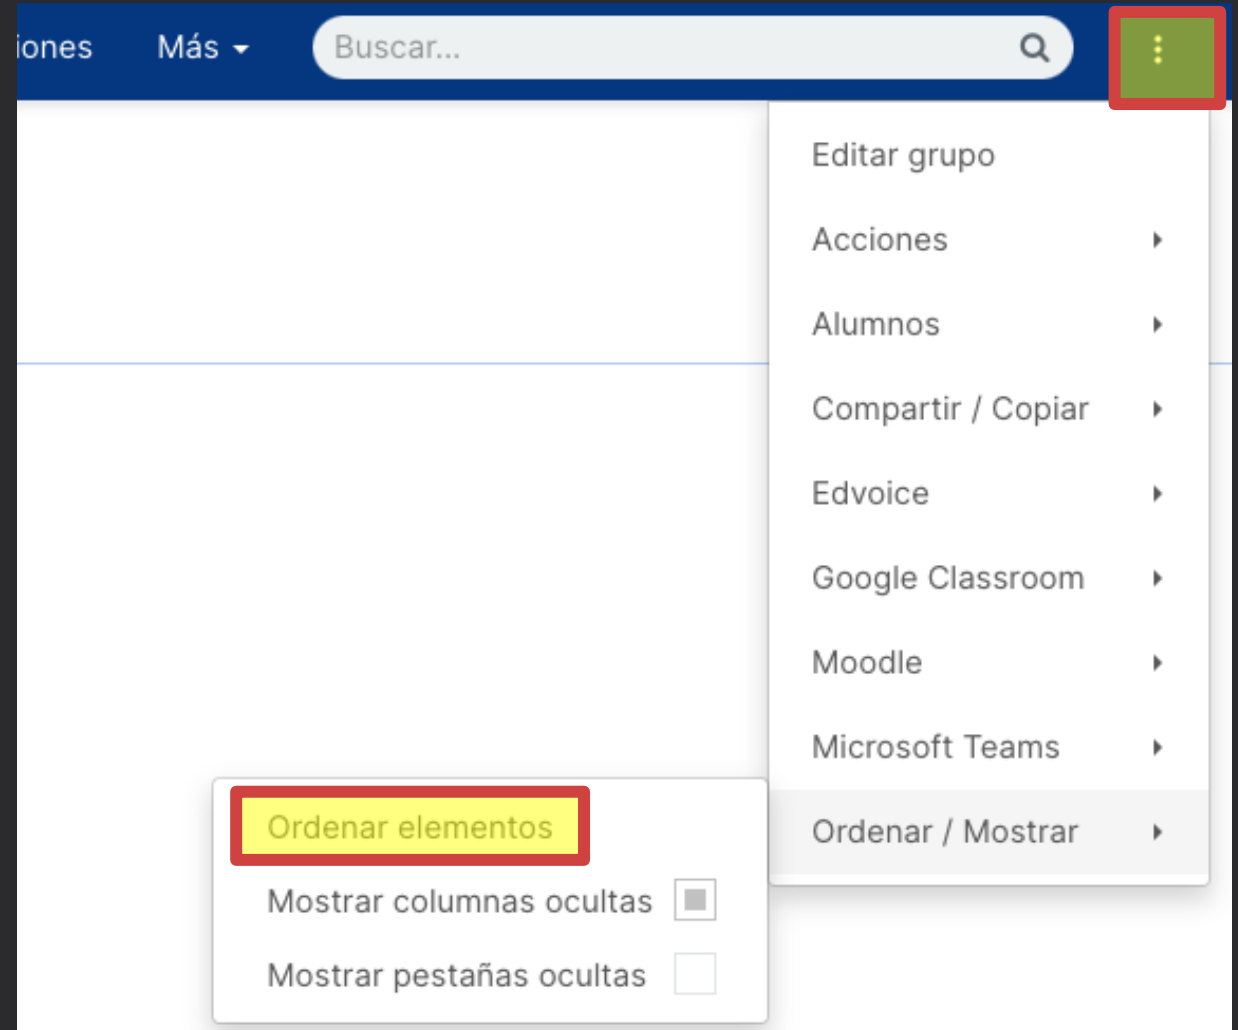 iones Más Buscar...
Editar grupo
Acciones
Alumnos
Compartir / Copiar
Edvoice
Google Classroom
Moodle
Microsoft Teams
Ordenar / Mostrar
Ordenar elementos
Mostrar columnas ocultas
Mostrar pestañas ocultas